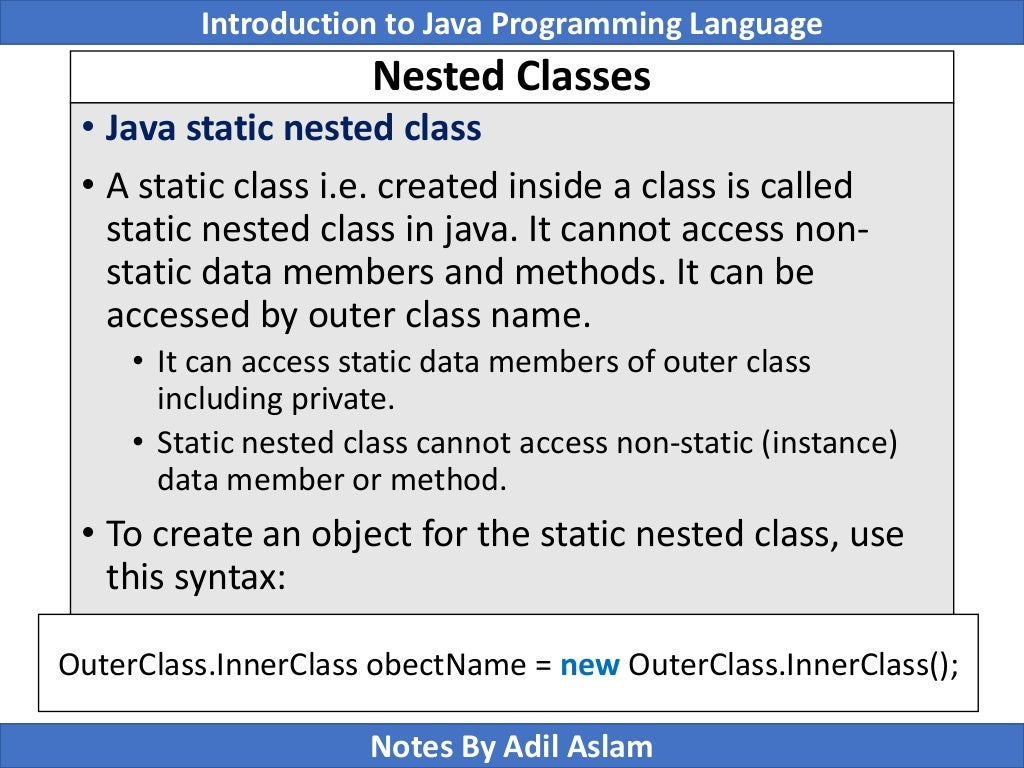 Introduction to Java Programming Language
Nested Classes
• Java static nested class
• A static class i.e. created inside a class is called
static nested class in java. It cannot access non-
static data members and methods. It can be
accessed by outer class name.
• It can access static data members of outer class
including private.
• Static nested class cannot access non-static (instance)
data member or method.
• To create an object for the static nested class, use
this syntax:
OuterClass.InnerClass obectName = new OuterClass.InnerClass();
Notes By Adil Aslam